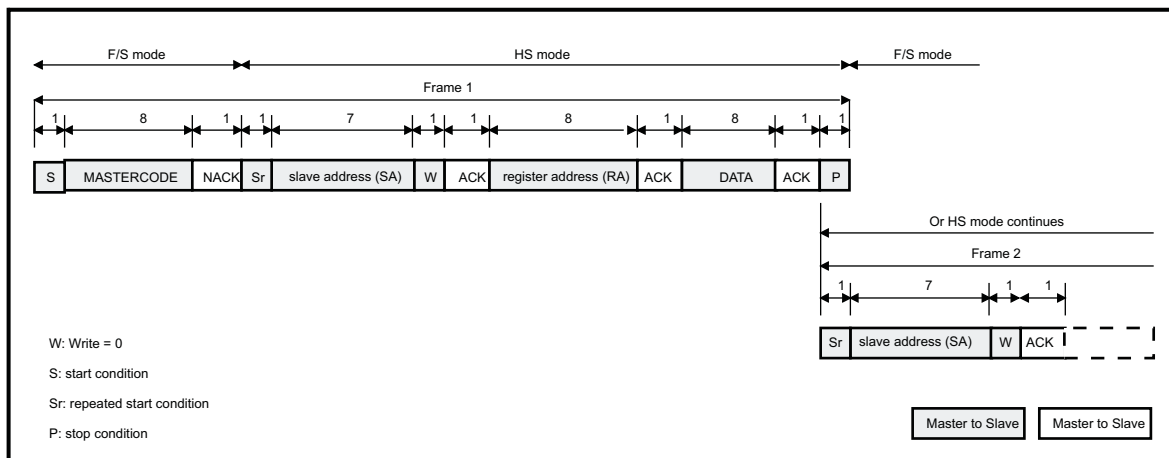 F/S mode HS mode F/S mode
Frame 1
1 8 1 1 7 1 1 8 1 8 1 1
S MASTERCODE NACK Sr slave address (SA) W ACK register address (RA) ACK DATA ACK P
Or HS mode continues
Frame 2
1 7 1 1
Sr slave address (SA) W ACK
W: Write = 0
S: start condition
Sr: repeated start condition
P: stop condition
Master to Slave Master to Slave